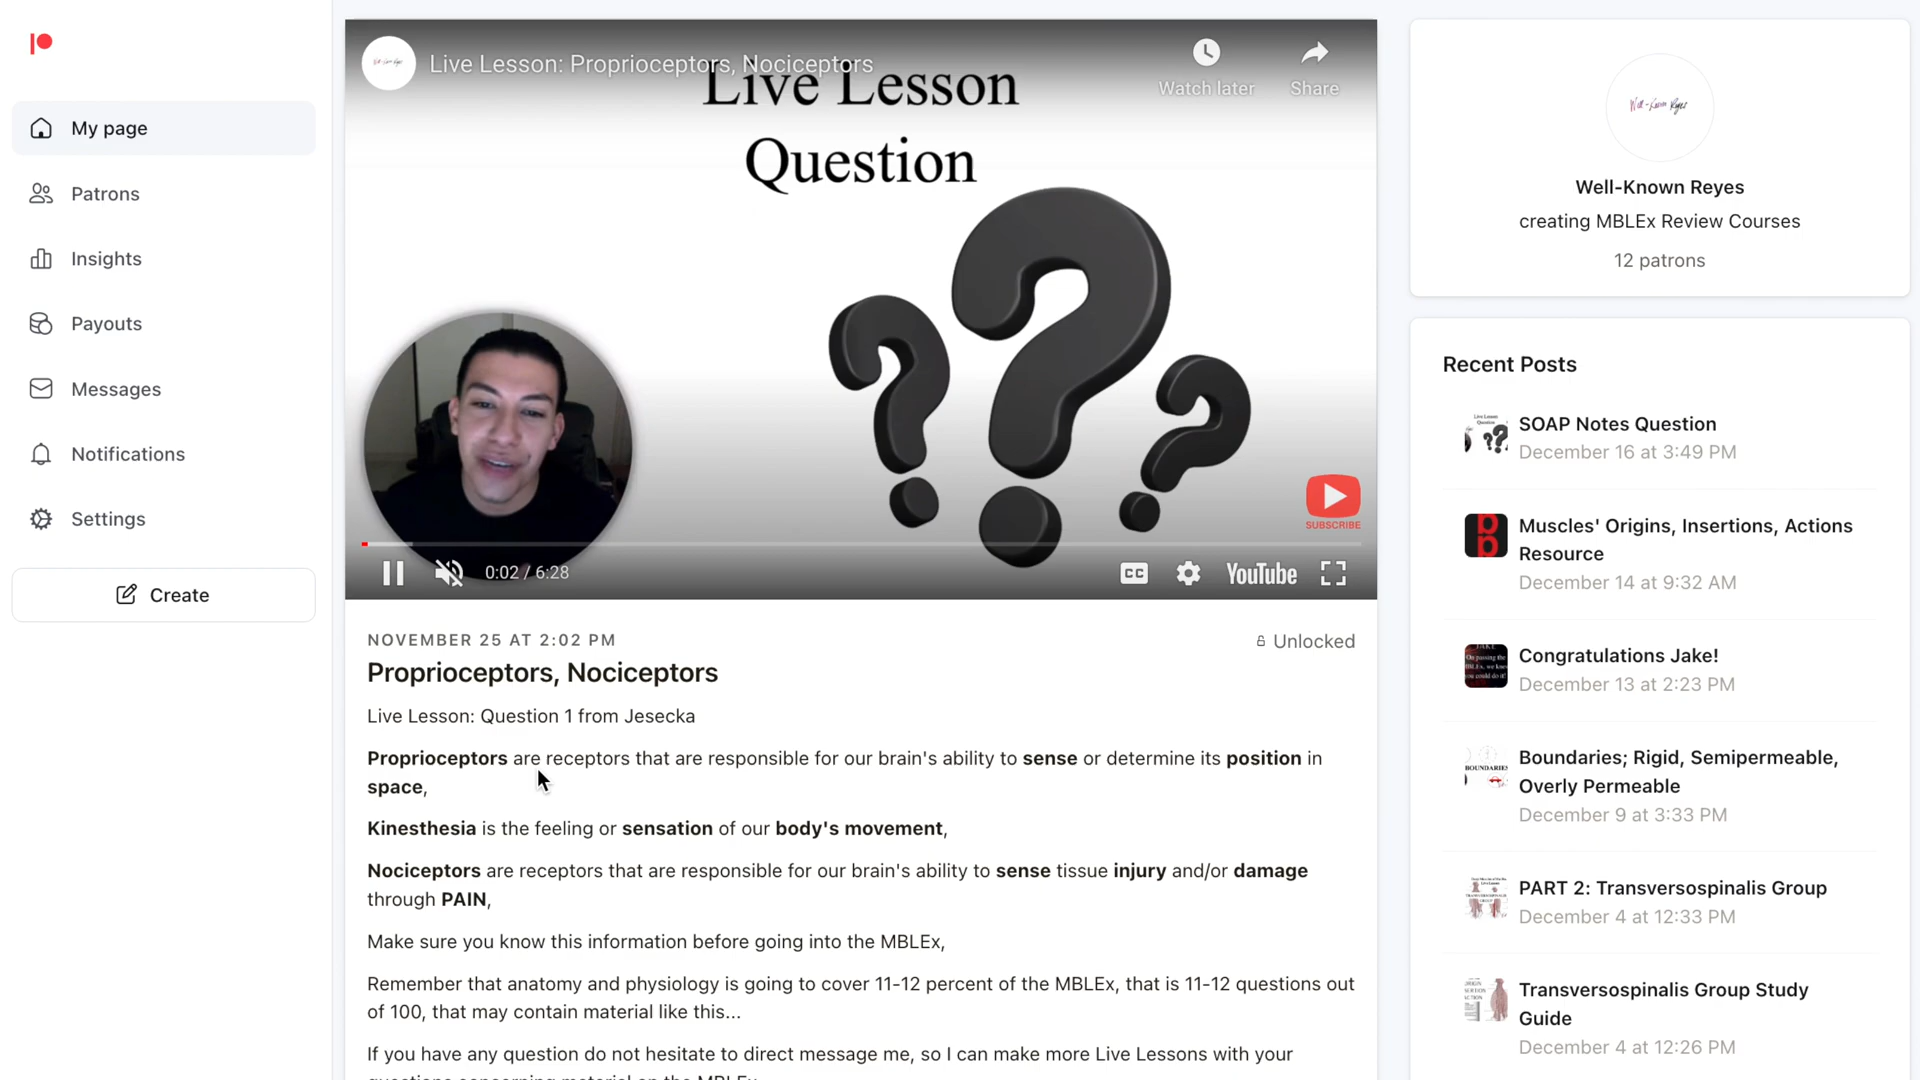 My page
Patrons
Insights
Payouts
Messages
Notifications
Settings
Create
Live Lesson: Proprioceptors, Nociceptors
Watch later
Share
Live Lesson
Question
SUBSCRIBE
0:02 / 6:28
CC
YouTube
NOVEMBER 25 AT 2:02 PM
Unlocked
Proprioceptors, Nociceptors
Live Lesson: Question 1 from Jesecka
Proprioceptors are receptors that are responsible for our brain's ability to sense or determine its position in
space,
Kinesthesia is the feeling or sensation of our body's movement,
Nociceptors are receptors that are responsible for our brain's ability to sense tissue injury and/or damage
through PAIN,
Make sure you know this information before going into the MBLEx,
Remember that anatomy and physiology is going to cover 11-12 percent of the MBLEx, that is 11-12 questions out
of 100, that may contain material like this...
If you have any question do not hesitate to direct message me, so I can make more Live Lessons with your
questions concerning material on the MBLEx
Well-Known Reyes
Well-Known Reyes
creating MBLEx Review Courses
12 patrons
Recent Posts
SOAP Notes Question
December 16 at 3:49 PM
Muscles' Origins, Insertions, Actions
Resource
December 14 at 9:32 AM
Congratulations Jake!
December 13 at 2:23 PM
Boundaries; Rigid, Semipermeable,
Overly Permeable
December 9 at 3:33 PM
PART 2: Transversospinalis Group
December 4 at 12:33 PM
Transversospinalis Group Study
Guide
December 4 at 12:26 PM